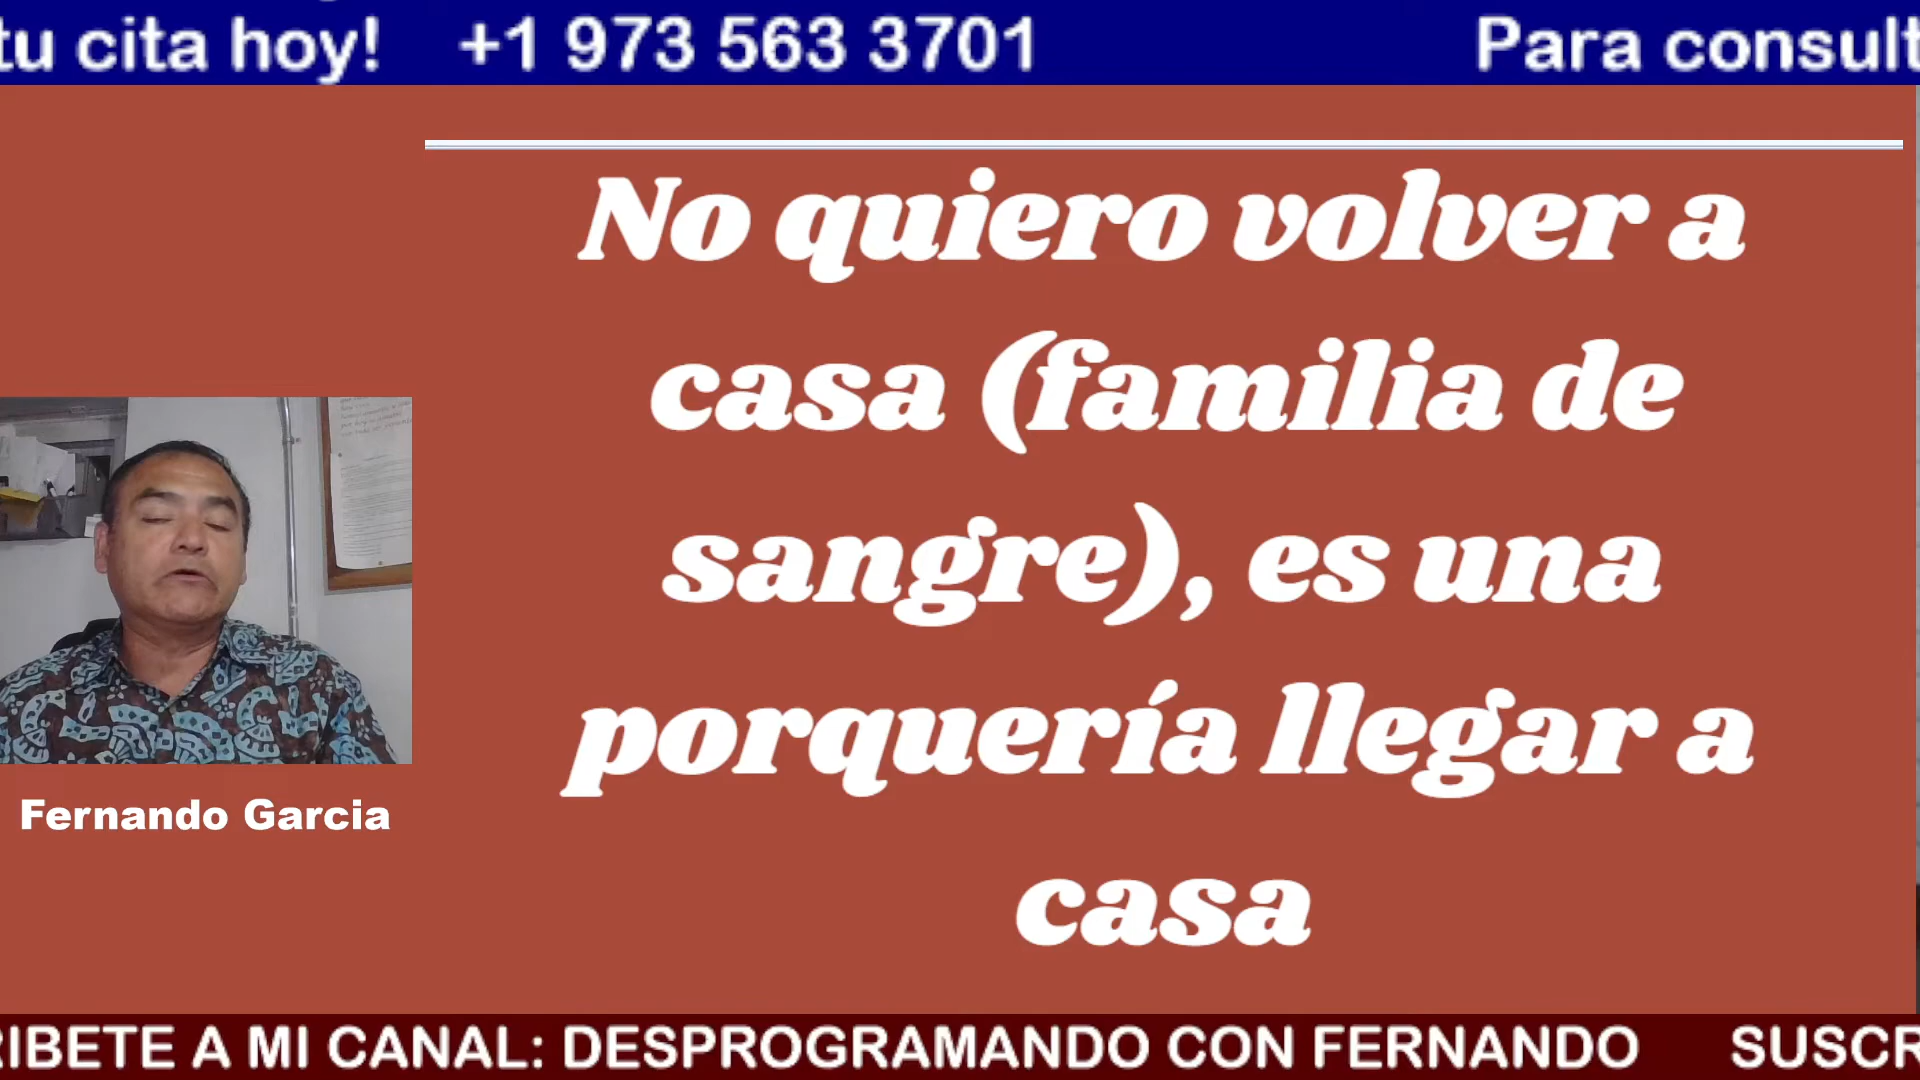 tu cita hoy! +1 973 563 3701 Para consult
No quiero volver a
casa (familia de
sangre), es una
porquería llegar a
casa
Fernando Garcia
RIBETE A MI CANAL: DESPROGRAMANDO CON FERNANDO SUSCR